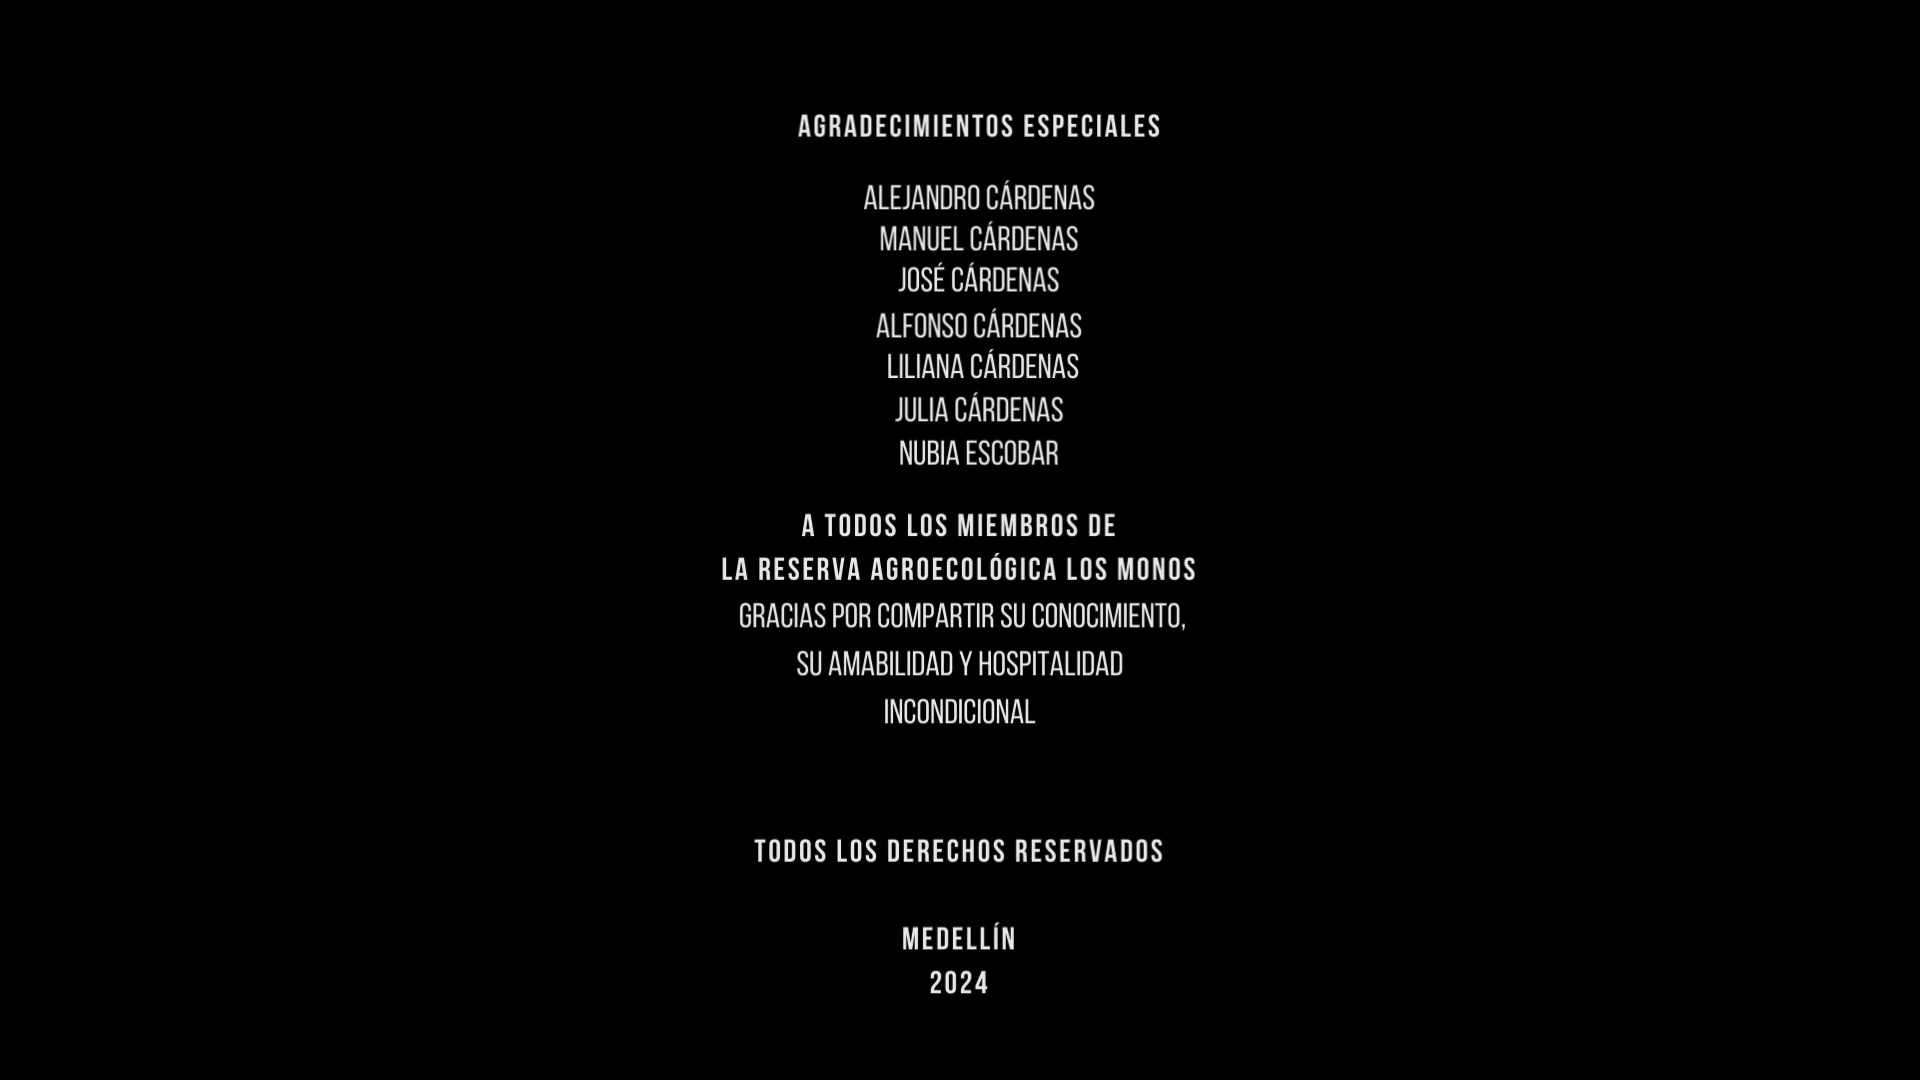 AGRADECIMIENTOS ESPECIALES
ALEJANDRO CÁRDENAS
MANUEL CÁRDENAS
JOSÉ CÁRDENAS
ALFONSO CÁRDENAS
LILIANA CÁRDENAS
JULIA CÁRDENAS
NUBIA ESCOBAR
A TODOS LOS MIEMBROS DE
LA RESERVA AGROECOLÓGICA LOS MONOS
GRACIAS POR COMPARTIR SU CONOCIMIENTO,
SU AMABILIDAD Y HOSPITALIDAD
INCONDICIONAL
TODOS LOS DERECHOS RESERVADOS
MEDELLÍN
2024